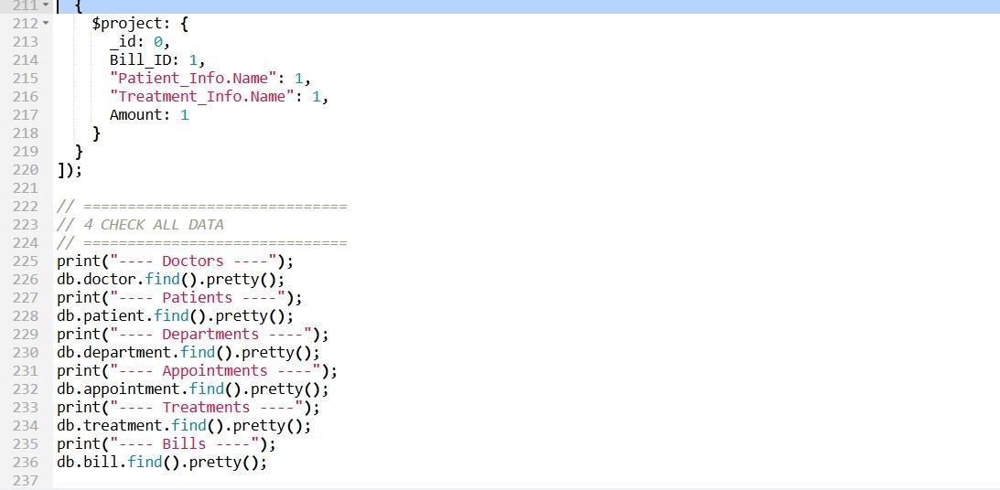 211 {
212 $project: {
213 _id: 0,
214 Bill_ID: 1,
215 "Patient_Info.Name": 1,
216 "Treatment_Info.Name": 1,
217 Amount: 1
218 }
219 }
220 ]);
221
222 // ==============================
223 // 4 CHECK ALL DATA
224 // ==============================
225 print("---- Doctors ----");
226 db.doctor.find().pretty();
227 print("---- Patients ----");
228 db.patient.find().pretty();
229 print("---- Departments ----");
230 db.department.find().pretty();
231 print("---- Appointments ----");
232 db.appointment.find().pretty();
233 print("---- Treatments ----");
234 db.treatment.find().pretty();
235 print("---- Bills ----");
236 db.bill.find().pretty();
237